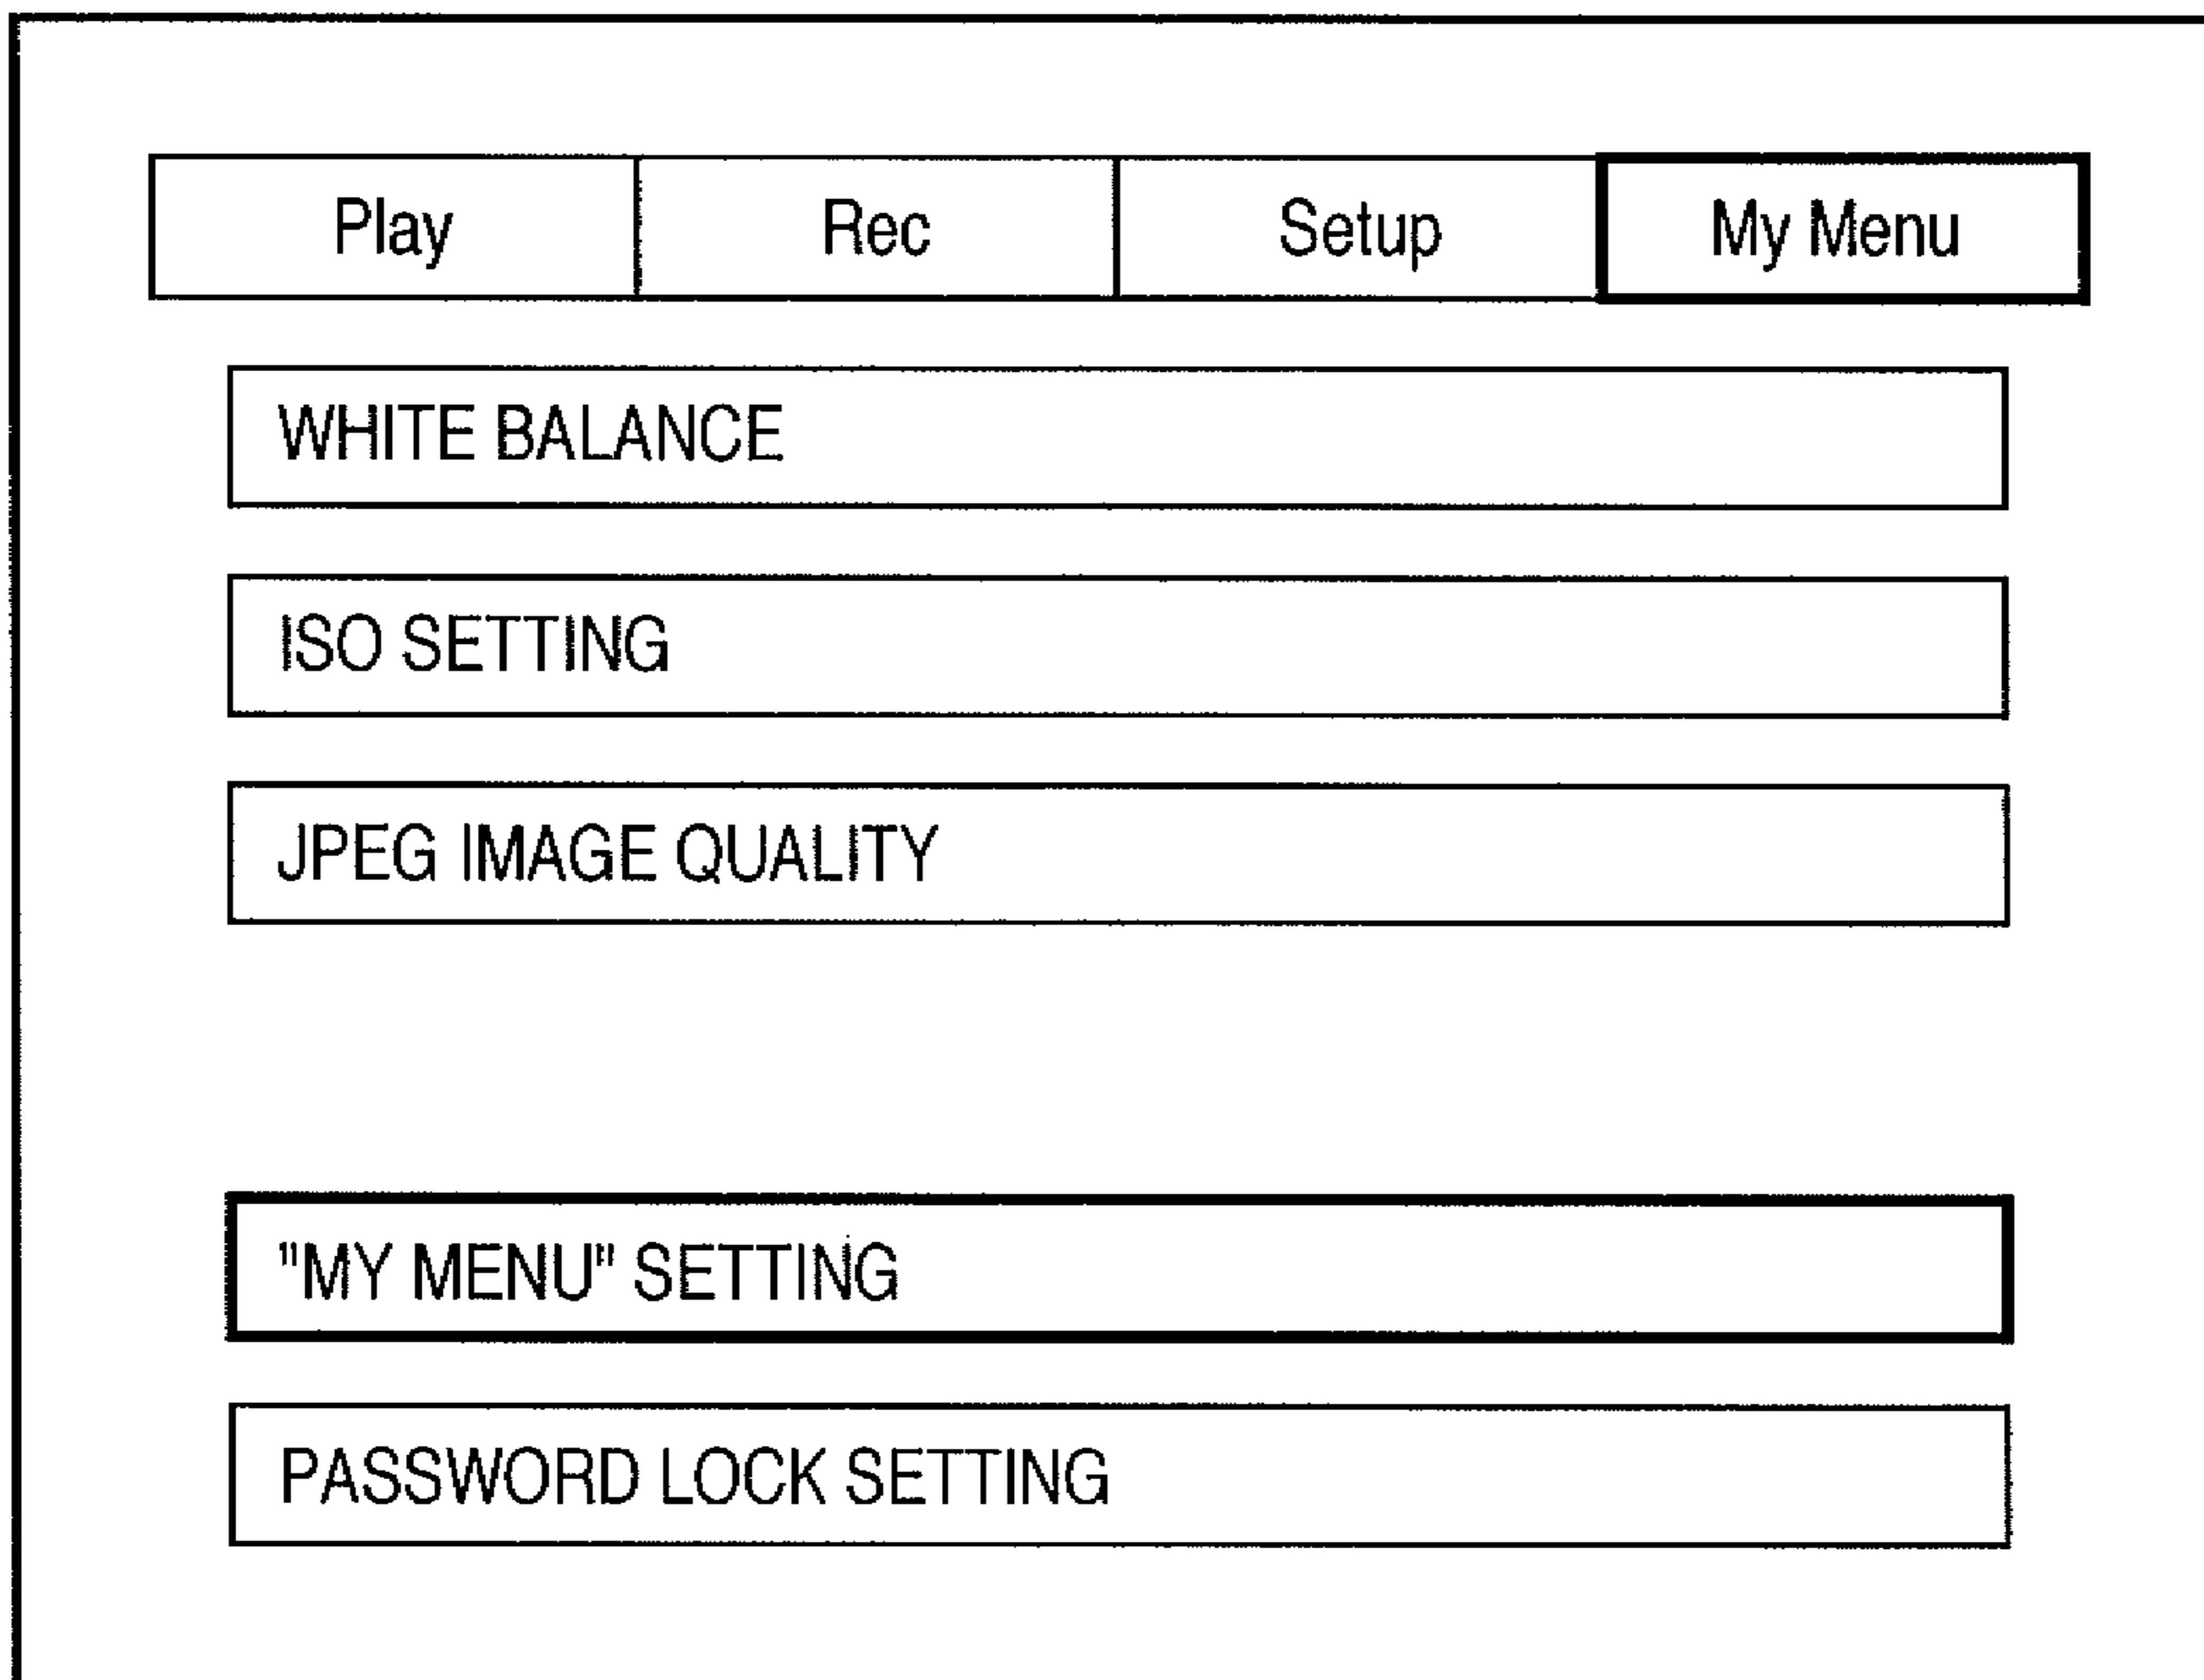 Play Rec Setup My Menu
WHITE BALANCE
ISO SETTING
JPEG IMAGE QUALITY
"MY MENU" SETTING
PASSWORD LOCK SETTING